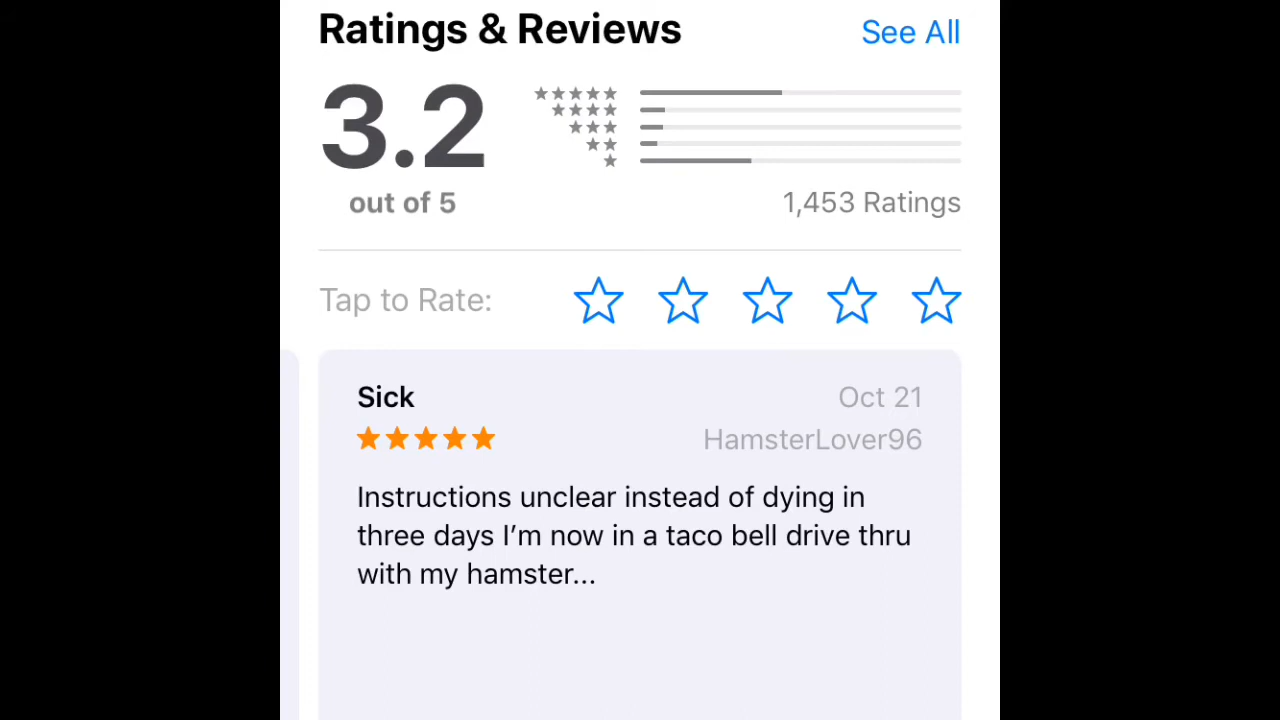 Ratings & Reviews
See All
3.2
out of 5
1,453 Ratings
Tap to Rate:
Sick
Oct 21
HamsterLover96
Instructions unclear instead of dying in
three days I’m now in a taco bell drive thru
with my hamster...